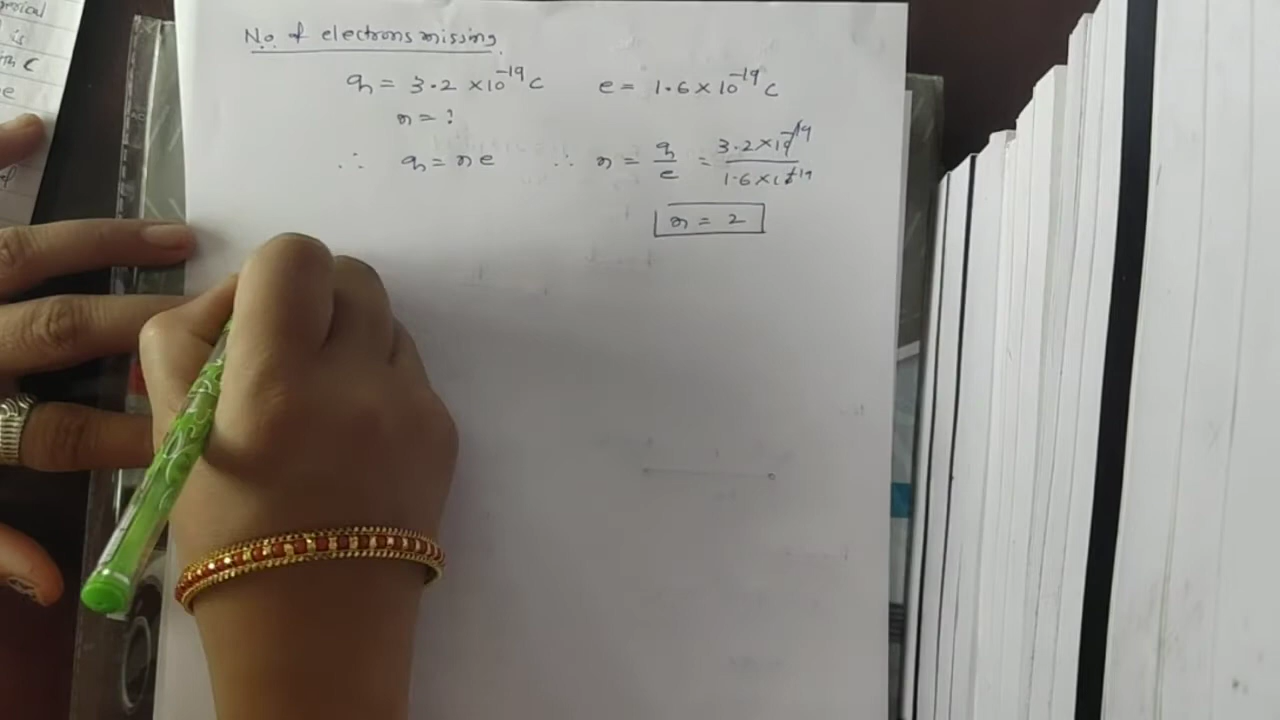 is
No. of electrons missing.
q = 3.2 × 10⁻¹⁹ C e = 1.6 × 10⁻¹⁹ C
n = ?
∴ q = ne ∴ n = q/e = 3.2 × 10⁻¹⁹ / 1.6 × 10⁻¹⁹
n = 2